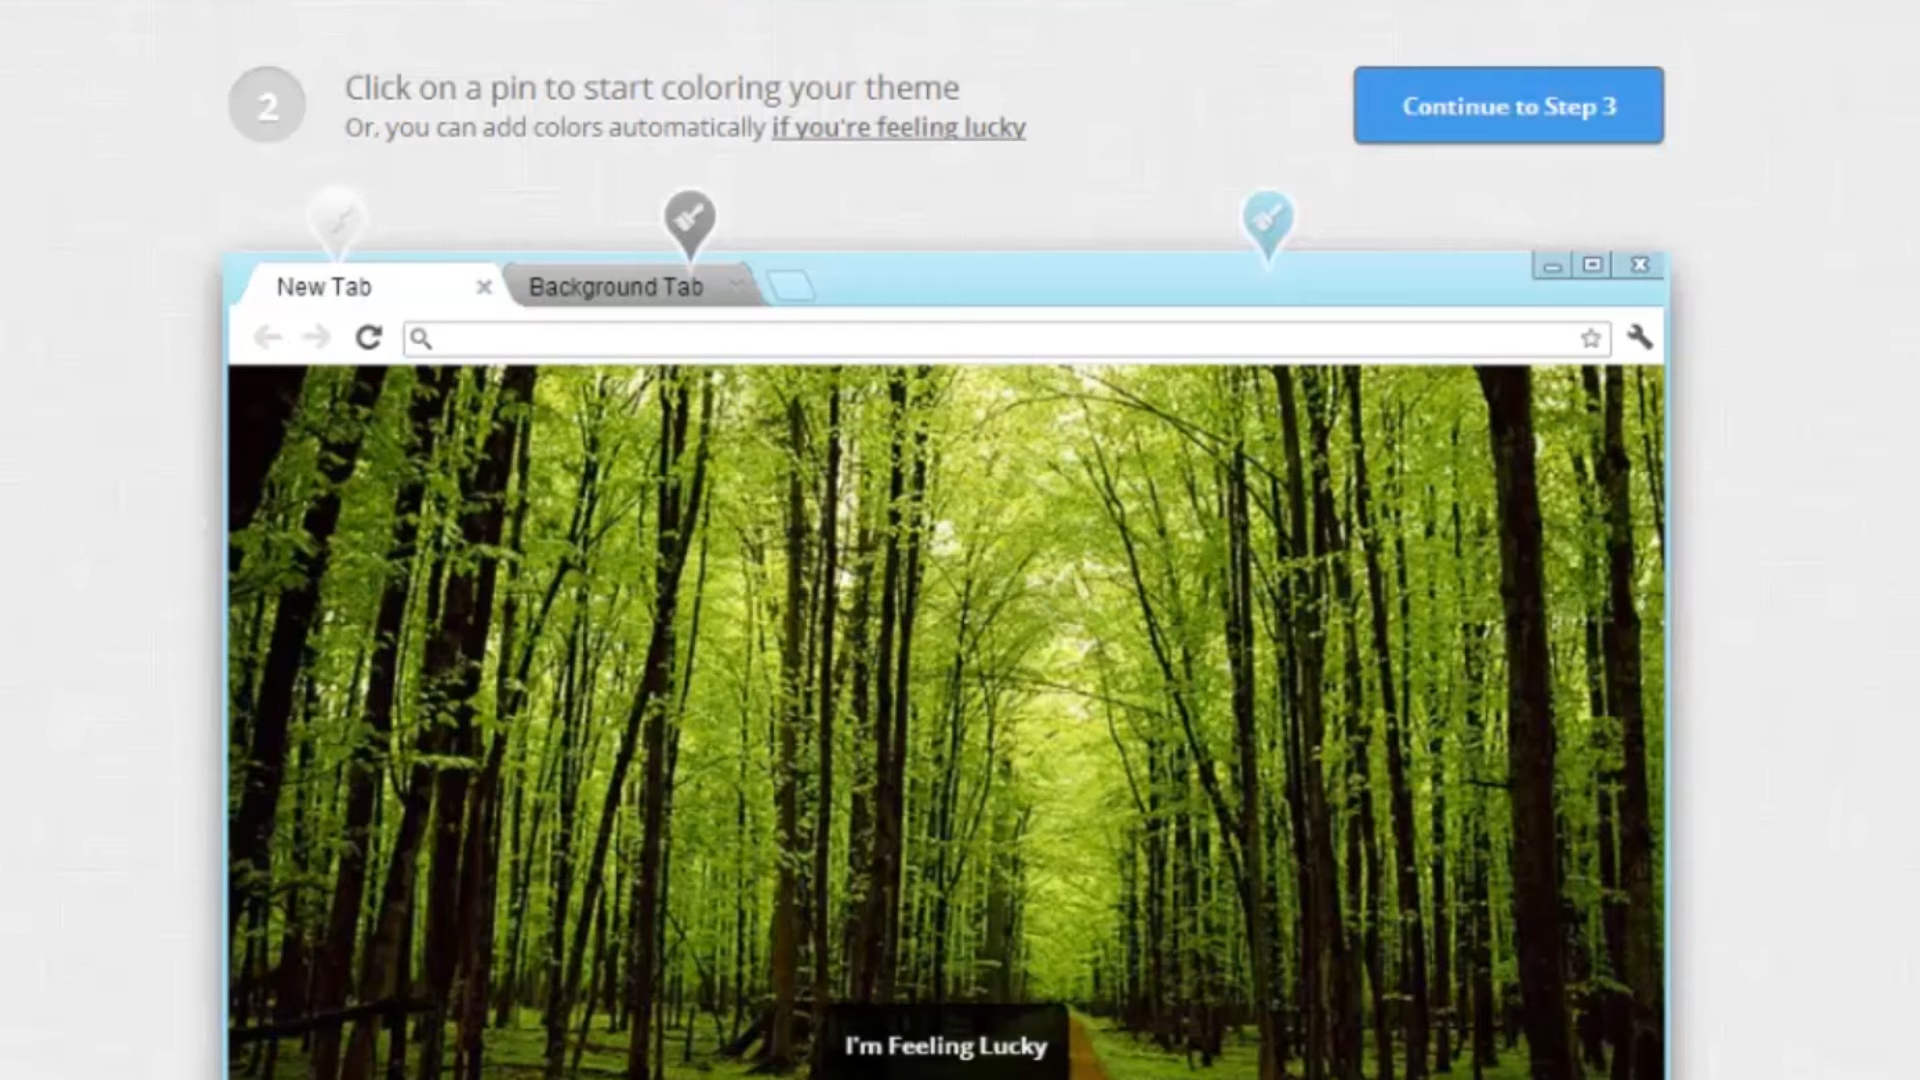 2
Click on a pin to start coloring your theme
Or, you can add colors automatically if you're feeling lucky
Continue to Step 3
New Tab
Background Tab
I'm Feeling Lucky